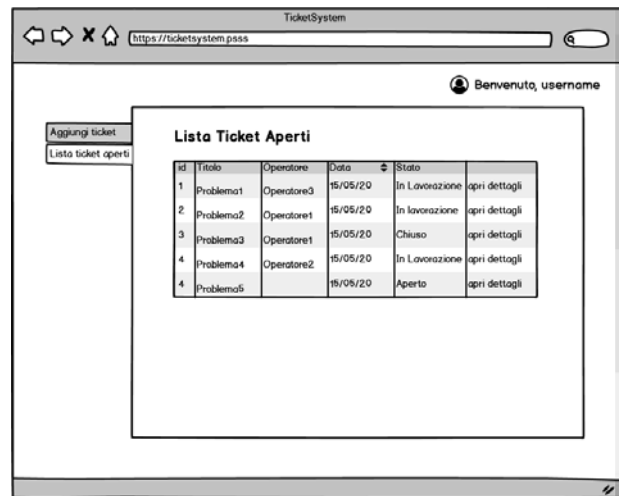 TicketSystem
https://ticketsystem.psss
Benvenuto, username
Aggiungi ticket
Lista ticket aperti
Lista Ticket Aperti
id Titolo Operatore Data Stato
1 Problema1 Operatore3 15/05/20 In Lavorazione apri dettagli
2 Problema2 Operatore1 15/05/20 In lavorazione apri dettagli
3 Problema3 Operatore1 15/05/20 Chiuso apri dettagli
4 Problema4 Operatore2 15/05/20 In Lavorazione apri dettagli
4 Problema5 15/05/20 Aperto apri dettagli